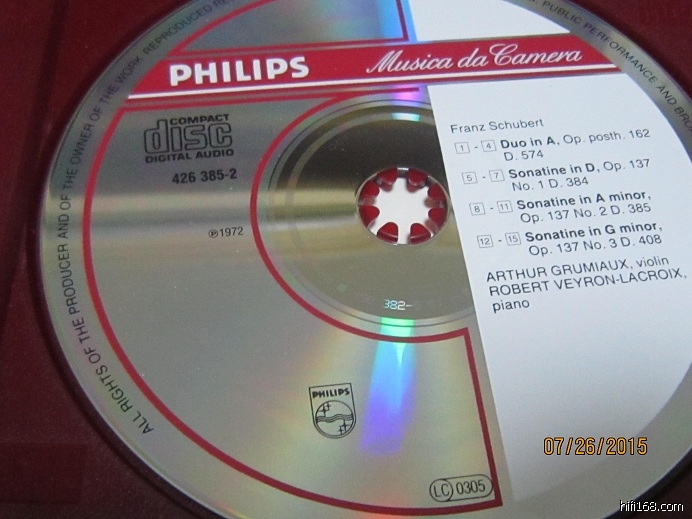 ALL RIGHTS OF THE PRODUCER AND OF THE OWNER OF THE WORK REPRODUCED RE
PUBLIC PERFORMANCE AND BRO
PHILIPS
Musica da Camera
COMPACT
disc
DIGITAL AUDIO
426 385-2
℗1972
Franz Schubert
1 - 4 Duo in A, Op. posth. 162
D. 574
5 - 7 Sonatine in D, Op. 137
No. 1 D. 384
8 - 11 Sonatine in A minor,
Op. 137 No. 2 D. 385
12 - 15 Sonatine in G minor,
Op. 137 No. 3 D. 408
ARTHUR GRUMIAUX, violin
ROBERT VEYRON-LACROIX,
piano
382-
PHILIPS
LC 0305
07/26/2015
hifi168.com